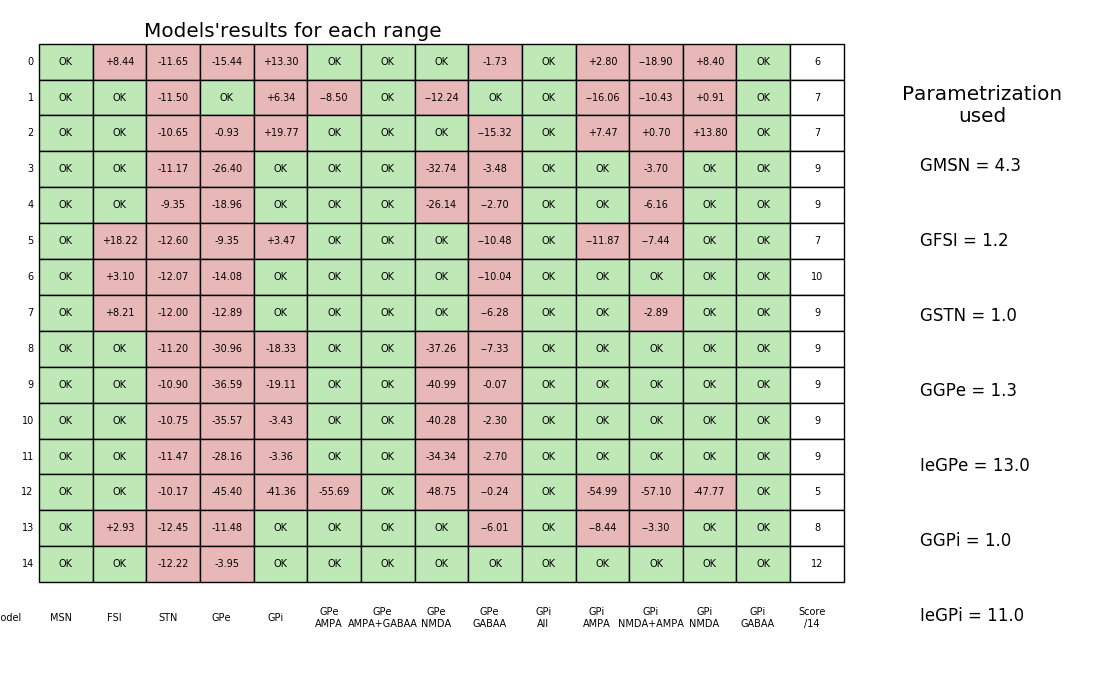 Models'results for each range
0 OK +8.44 -11.65 -15.44 +13.30 OK OK OK -1.73 OK +2.80 --18.90 +8.40 OK 6
1 OK OK -11.50 OK +6.34 --8.50 OK --12.24 OK OK --16.06 --10.43 +0.91 OK 7
2 OK OK -10.65 -0.93 +19.77 OK OK OK --15.32 OK +7.47 +0.70 +13.80 OK 7
3 OK OK -11.17 -26.40 OK OK OK -32.74 -3.48 OK OK -3.70 OK OK 9
4 OK OK -9.35 -18.96 OK OK OK -26.14 --2.70 OK OK -6.16 OK OK 9
5 OK +18.22 -12.60 -9.35 +3.47 OK OK OK --10.48 OK --11.87 --7.44 OK OK 7
6 OK +3.10 -12.07 -14.08 OK OK OK OK --10.04 OK OK OK OK OK 10
7 OK +8.21 -12.00 -12.89 OK OK OK OK --6.28 OK OK -2.89 OK OK 9
8 OK OK -11.20 -30.96 -18.33 OK OK -37.26 --7.33 OK OK OK OK OK 9
9 OK OK -10.90 -36.59 -19.11 OK OK -40.99 -0.07 OK OK OK OK OK 9
10 OK OK -10.75 -35.57 -3.43 OK OK -40.28 -2.30 OK OK OK OK OK 9
11 OK OK -11.47 -28.16 -3.36 OK OK -34.34 -2.70 OK OK OK OK OK 9
12 OK OK -10.17 -45.40 -41.36 -55.69 OK -48.75 --0.24 OK -54.99 -57.10 -47.77 OK 5
13 OK +2.93 -12.45 -11.48 OK OK OK OK --6.01 OK --8.44 --3.30 OK OK 8
14 OK OK -12.22 -3.95 OK OK OK OK OK OK OK OK OK OK 12
GPe GPe GPe GPe GPi GPi GPi GPi GPi Score
odel MSN FSI STN GPe GPi
AMPA AMPA+GABAA NMDA GABAA All AMPA NMDA+AMPA NMDA GABAA /14
Parametrization
used
GMSN = 4.3
GFSI = 1.2
GSTN = 1.0
GGPe = 1.3
IeGPe = 13.0
GGPi = 1.0
IeGPi = 11.0